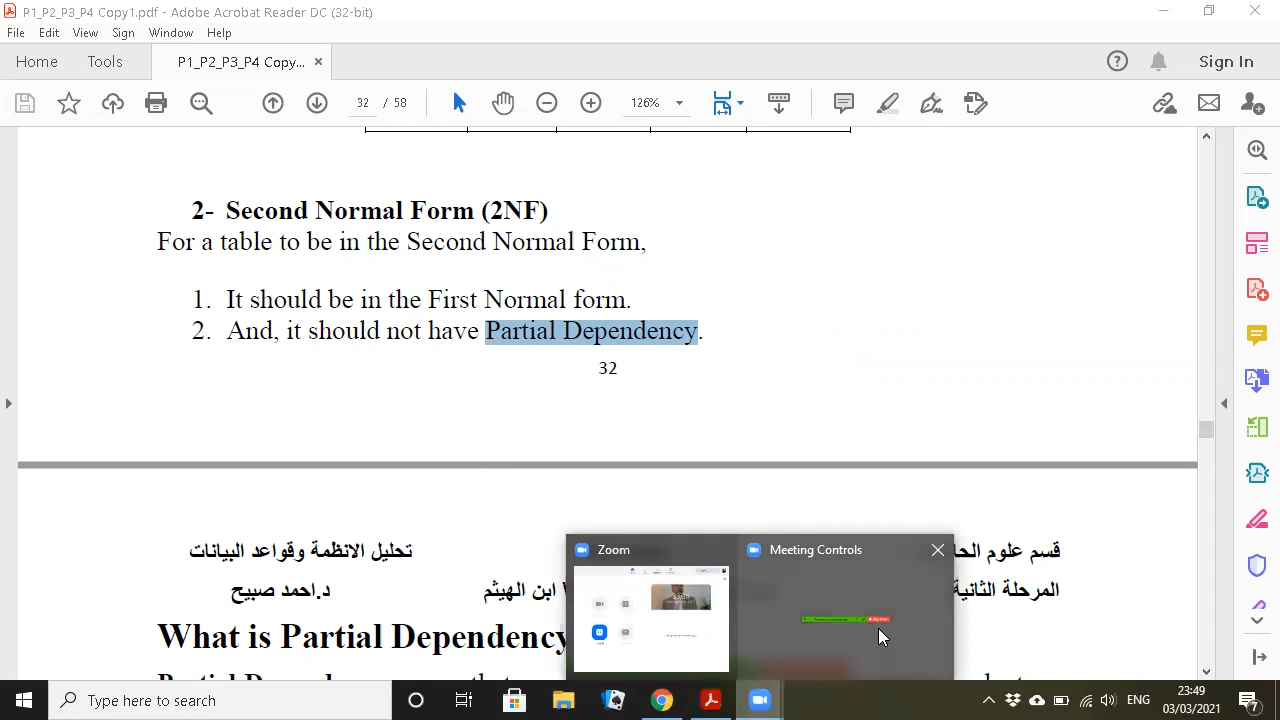 P1_P2_P3_P4 Copy1.pdf - Adobe Acrobat Reader DC (32-bit)
File Edit View Sign Window Help
Home Tools P1_P2_P3_P4 Copy... × Sign In
32 / 58 126%
2- Second Normal Form (2NF)
For a table to be in the Second Normal Form,
1. It should be in the First Normal form.
2. And, it should not have Partial Dependency.
32
قسم علوم تحليل الانظمة وقواعد البيانات
المرحلة الثانية ابن الهيثم د.احمد صبيح
Zoom Meeting Controls
What is Partial Dependency
Type here to search
ENG
23:49
03/03/2021
7